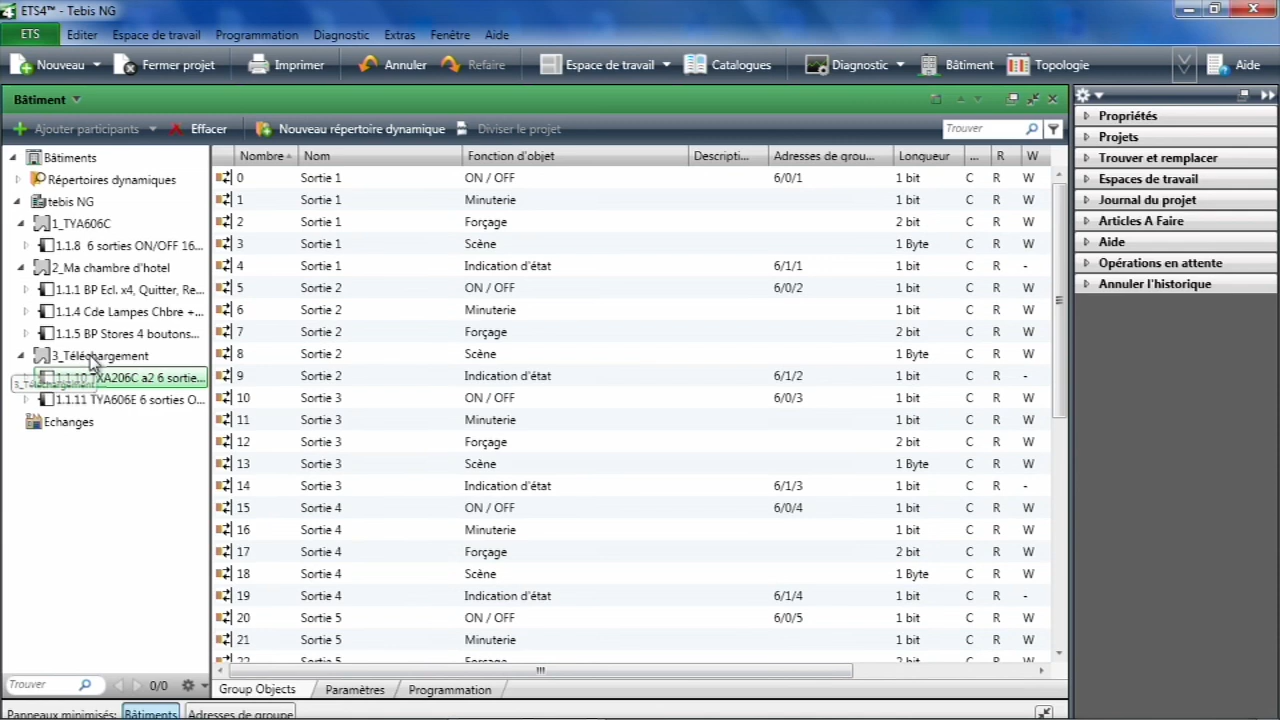 ETS4™ - Tebis NG
ETS Editer Espace de travail Programmation Diagnostic Extras Fenêtre Aide
Nouveau Fermer projet Imprimer Annuler Refaire Espace de travail Catalogues Diagnostic Bâtiment Topologie Aide
Bâtiment
Ajouter participants Effacer Nouveau répertoire dynamique Diviser le projet Trouver
Bâtiments
Répertoires dynamiques
tebis NG
1_TYA606C
1.1.8 6 sorties ON/OFF 16...
2_Ma chambre d'hotel
1.1.1 BP Ecl. x4, Quitter, Re...
1.1.4 Cde Lampes Chbre +...
1.1.5 BP Stores 4 boutons...
3_Téléchargement
1.1.10 TXA206C a2 6 sortie...
3_Téléchargement
1.1.11 TYA606E 6 sorties O...
Echanges
Trouver 0/0
Nombre Nom Fonction d'objet Descripti... Adresses de grou... Longueur ... R W
0 Sortie 1 ON / OFF 6/0/1 1 bit C R W
1 Sortie 1 Minuterie 1 bit C R W
2 Sortie 1 Forçage 2 bit C R W
3 Sortie 1 Scène 1 Byte C R W
4 Sortie 1 Indication d'état 6/1/1 1 bit C R -
5 Sortie 2 ON / OFF 6/0/2 1 bit C R W
6 Sortie 2 Minuterie 1 bit C R W
7 Sortie 2 Forçage 2 bit C R W
8 Sortie 2 Scène 1 Byte C R W
9 Sortie 2 Indication d'état 6/1/2 1 bit C R -
10 Sortie 3 ON / OFF 6/0/3 1 bit C R W
11 Sortie 3 Minuterie 1 bit C R W
12 Sortie 3 Forçage 2 bit C R W
13 Sortie 3 Scène 1 Byte C R W
14 Sortie 3 Indication d'état 6/1/3 1 bit C R -
15 Sortie 4 ON / OFF 6/0/4 1 bit C R W
16 Sortie 4 Minuterie 1 bit C R W
17 Sortie 4 Forçage 2 bit C R W
18 Sortie 4 Scène 1 Byte C R W
19 Sortie 4 Indication d'état 6/1/4 1 bit C R -
20 Sortie 5 ON / OFF 6/0/5 1 bit C R W
21 Sortie 5 Minuterie 1 bit C R W
22 Sortie 5 Forçage 2 bit C R W
Group Objects Paramètres Programmation
Propriétés
Projets
Trouver et remplacer
Espaces de travail
Journal du projet
Articles A Faire
Aide
Opérations en attente
Annuler l'historique
Panneaux minimisés: Bâtiments Adresses de groupe